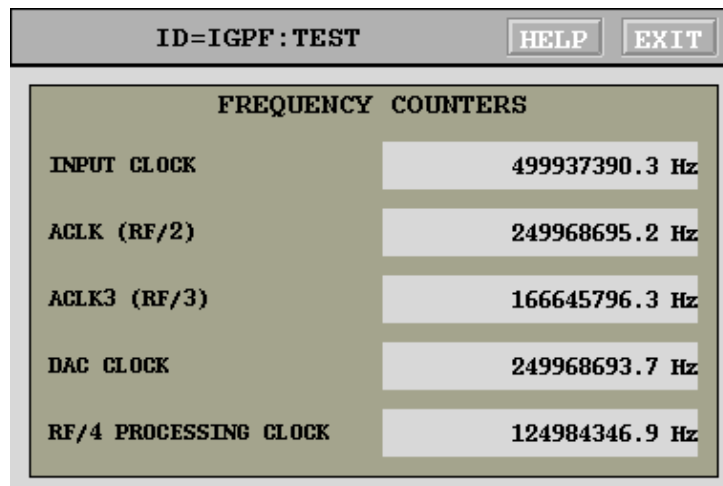 ID=IGPF:TEST HELP EXIT
FREQUENCY COUNTERS
INPUT CLOCK 499937390.3 Hz
ACLK (RF/2) 249968695.2 Hz
ACLK3 (RF/3) 166645796.3 Hz
DAC CLOCK 249968693.7 Hz
RF/4 PROCESSING CLOCK 124984346.9 Hz